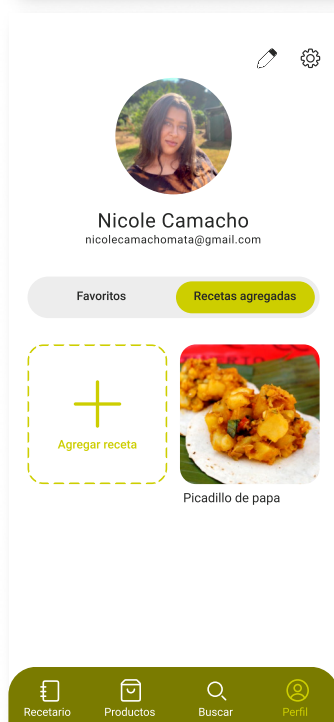 Nicole Camacho
nicolecamachomata@gmail.com
Favoritos
Recetas agregadas
Agregar receta
Picadillo de papa
Recetario
Productos
Buscar
Perfil